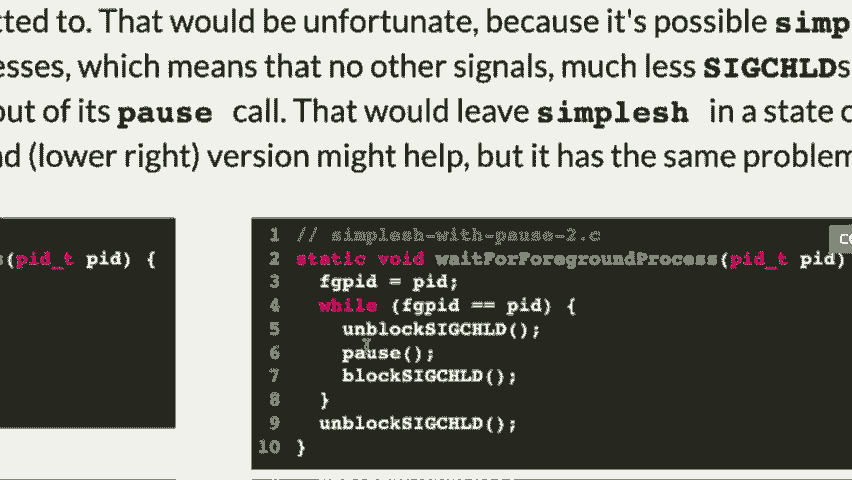 cted to. That would be unfortunate, because it's possible simp
esses, which means that no other signals, much less SIGCHLDs
out of its pause call. That would leave simplesh in a state o
nd (lower right) version might help, but it has the same problem
s(pid_t pid) {
1 // simplesh-with-pause-2.c
2 static void waitForForegroundProcess(pid_t pid)
3 fgpid = pid;
4 while (fgpid == pid) {
5 unblockSIGCHLD();
6 pause();
7 blockSIGCHLD();
8 }
9 unblockSIGCHLD();
10 }